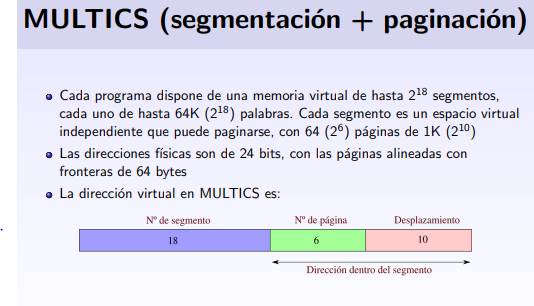 MULTICS (segmentación + paginación)
Cada programa dispone de una memoria virtual de hasta 2^18 segmentos,
cada uno de hasta 64K (2^18) palabras. Cada segmento es un espacio virtual
independiente que puede paginarse, con 64 (2^6) páginas de 1K (2^10)
Las direcciones físicas son de 24 bits, con las páginas alineadas con
fronteras de 64 bytes
La dirección virtual en MULTICS es:
Nº de segmento Nº de página Desplazamiento
18 6 10
Dirección dentro del segmento